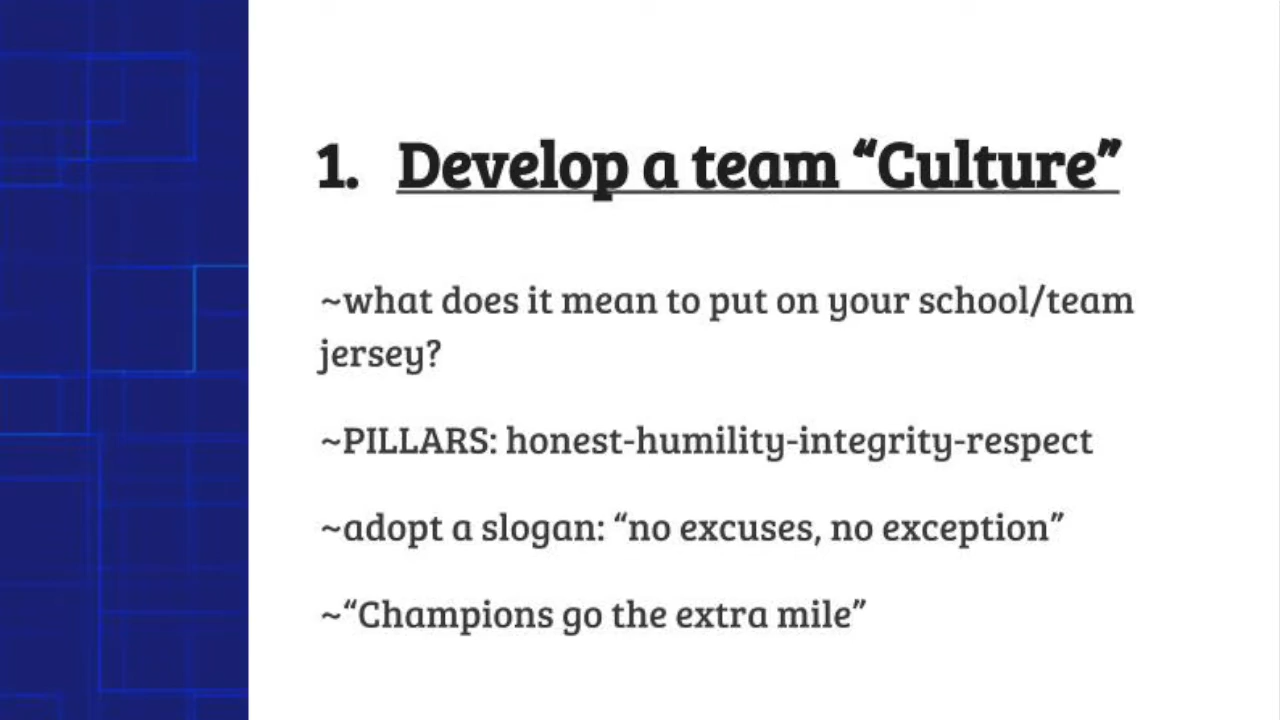 1. Develop a team “Culture”
~what does it mean to put on your school/team
jersey?
~PILLARS: honest-humility-integrity-respect
~adopt a slogan: “no excuses, no exception”
~“Champions go the extra mile”